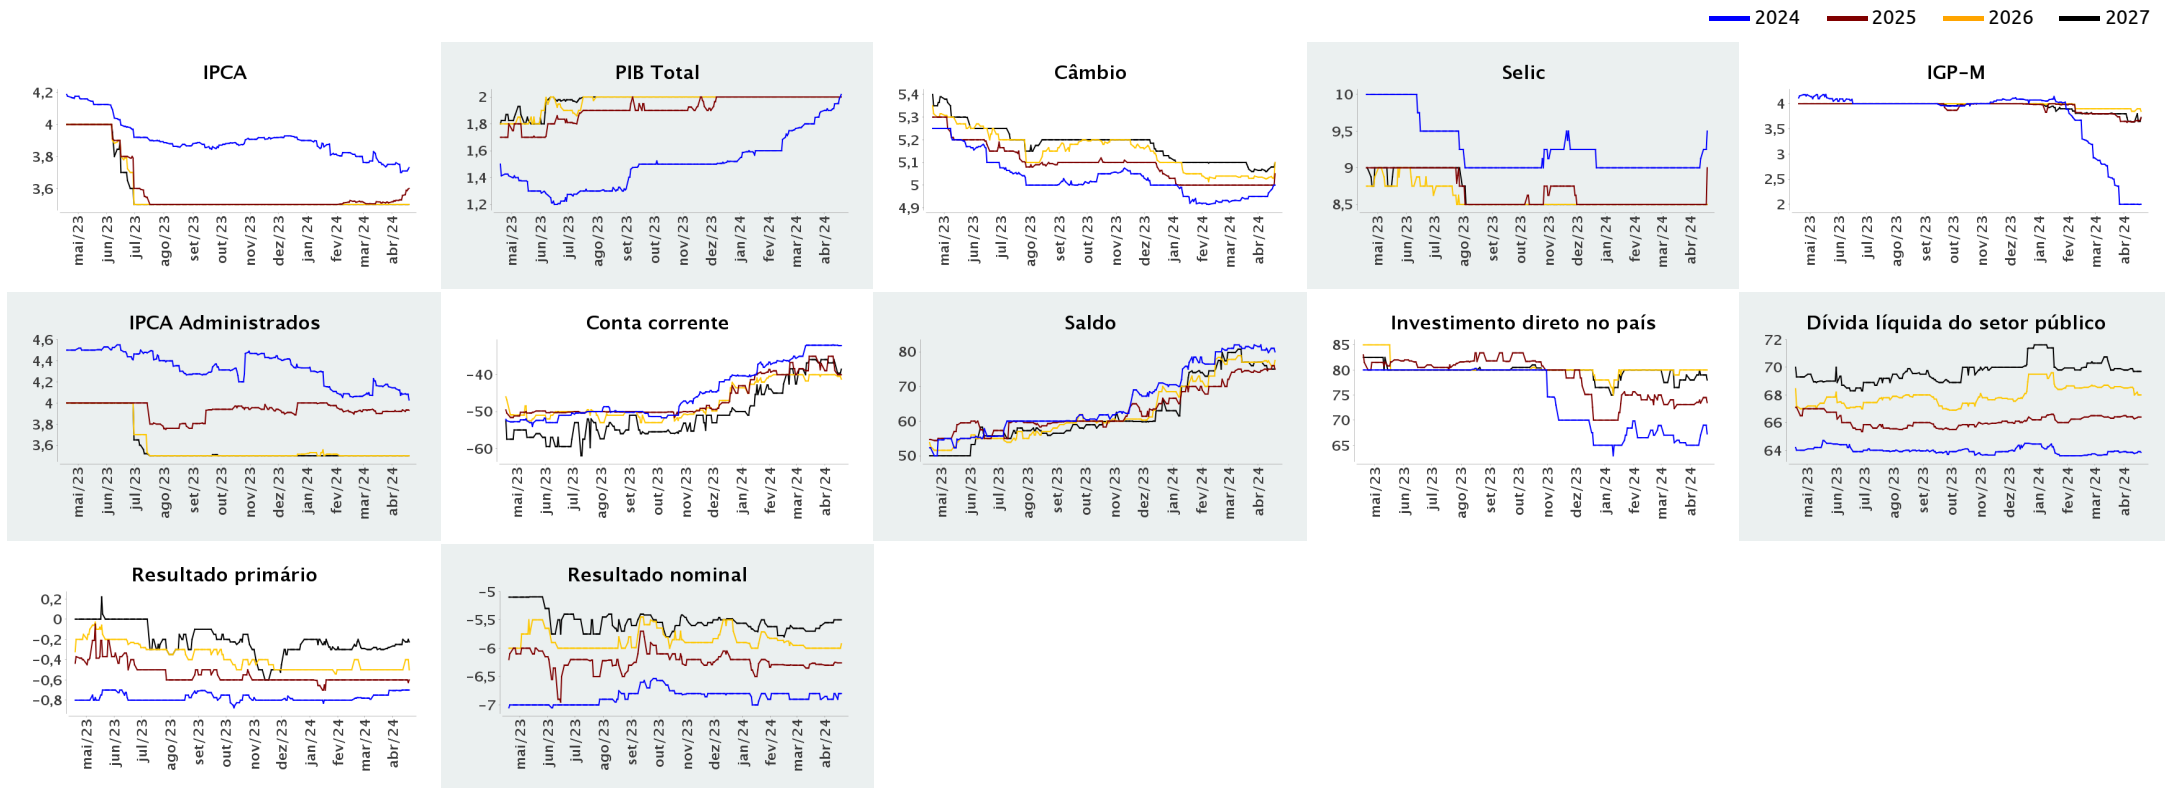 2024 2025 2026 2027
IPCA
4,2
4
3,8
3,6
mai/23 jun/23 jul/23 ago/23 set/23 out/23 nov/23 dez/23 jan/24 fev/24 mar/24 abr/24
PIB Total
2
1,8
1,6
1,4
1,2
mai/23 jun/23 jul/23 ago/23 set/23 out/23 nov/23 dez/23 jan/24 fev/24 mar/24 abr/24
Câmbio
5,4
5,3
5,2
5,1
5
4,9
mai/23 jun/23 jul/23 ago/23 set/23 out/23 nov/23 dez/23 jan/24 fev/24 mar/24 abr/24
Selic
10
9,5
9
8,5
mai/23 jun/23 jul/23 ago/23 set/23 out/23 nov/23 dez/23 jan/24 fev/24 mar/24 abr/24
IGP-M
4
3,5
3
2,5
2
mai/23 jun/23 jul/23 ago/23 set/23 out/23 nov/23 dez/23 jan/24 fev/24 mar/24 abr/24
IPCA Administrados
4,6
4,4
4,2
4
3,8
3,6
mai/23 jun/23 jul/23 ago/23 set/23 out/23 nov/23 dez/23 jan/24 fev/24 mar/24 abr/24
Conta corrente
-40
-50
-60
mai/23 jun/23 jul/23 ago/23 set/23 out/23 nov/23 dez/23 jan/24 fev/24 mar/24 abr/24
Saldo
80
70
60
50
mai/23 jun/23 jul/23 ago/23 set/23 out/23 nov/23 dez/23 jan/24 fev/24 mar/24 abr/24
Investimento direto no país
85
80
75
70
65
mai/23 jun/23 jul/23 ago/23 set/23 out/23 nov/23 dez/23 jan/24 fev/24 mar/24 abr/24
Dívida líquida do setor público
72
70
68
66
64
mai/23 jun/23 jul/23 ago/23 set/23 out/23 nov/23 dez/23 jan/24 fev/24 mar/24 abr/24
Resultado primário
0,2
0
-0,2
-0,4
-0,6
-0,8
mai/23 jun/23 jul/23 ago/23 set/23 out/23 nov/23 dez/23 jan/24 fev/24 mar/24 abr/24
Resultado nominal
-5
-5,5
-6
-6,5
-7
mai/23 jun/23 jul/23 ago/23 set/23 out/23 nov/23 dez/23 jan/24 fev/24 mar/24 abr/24